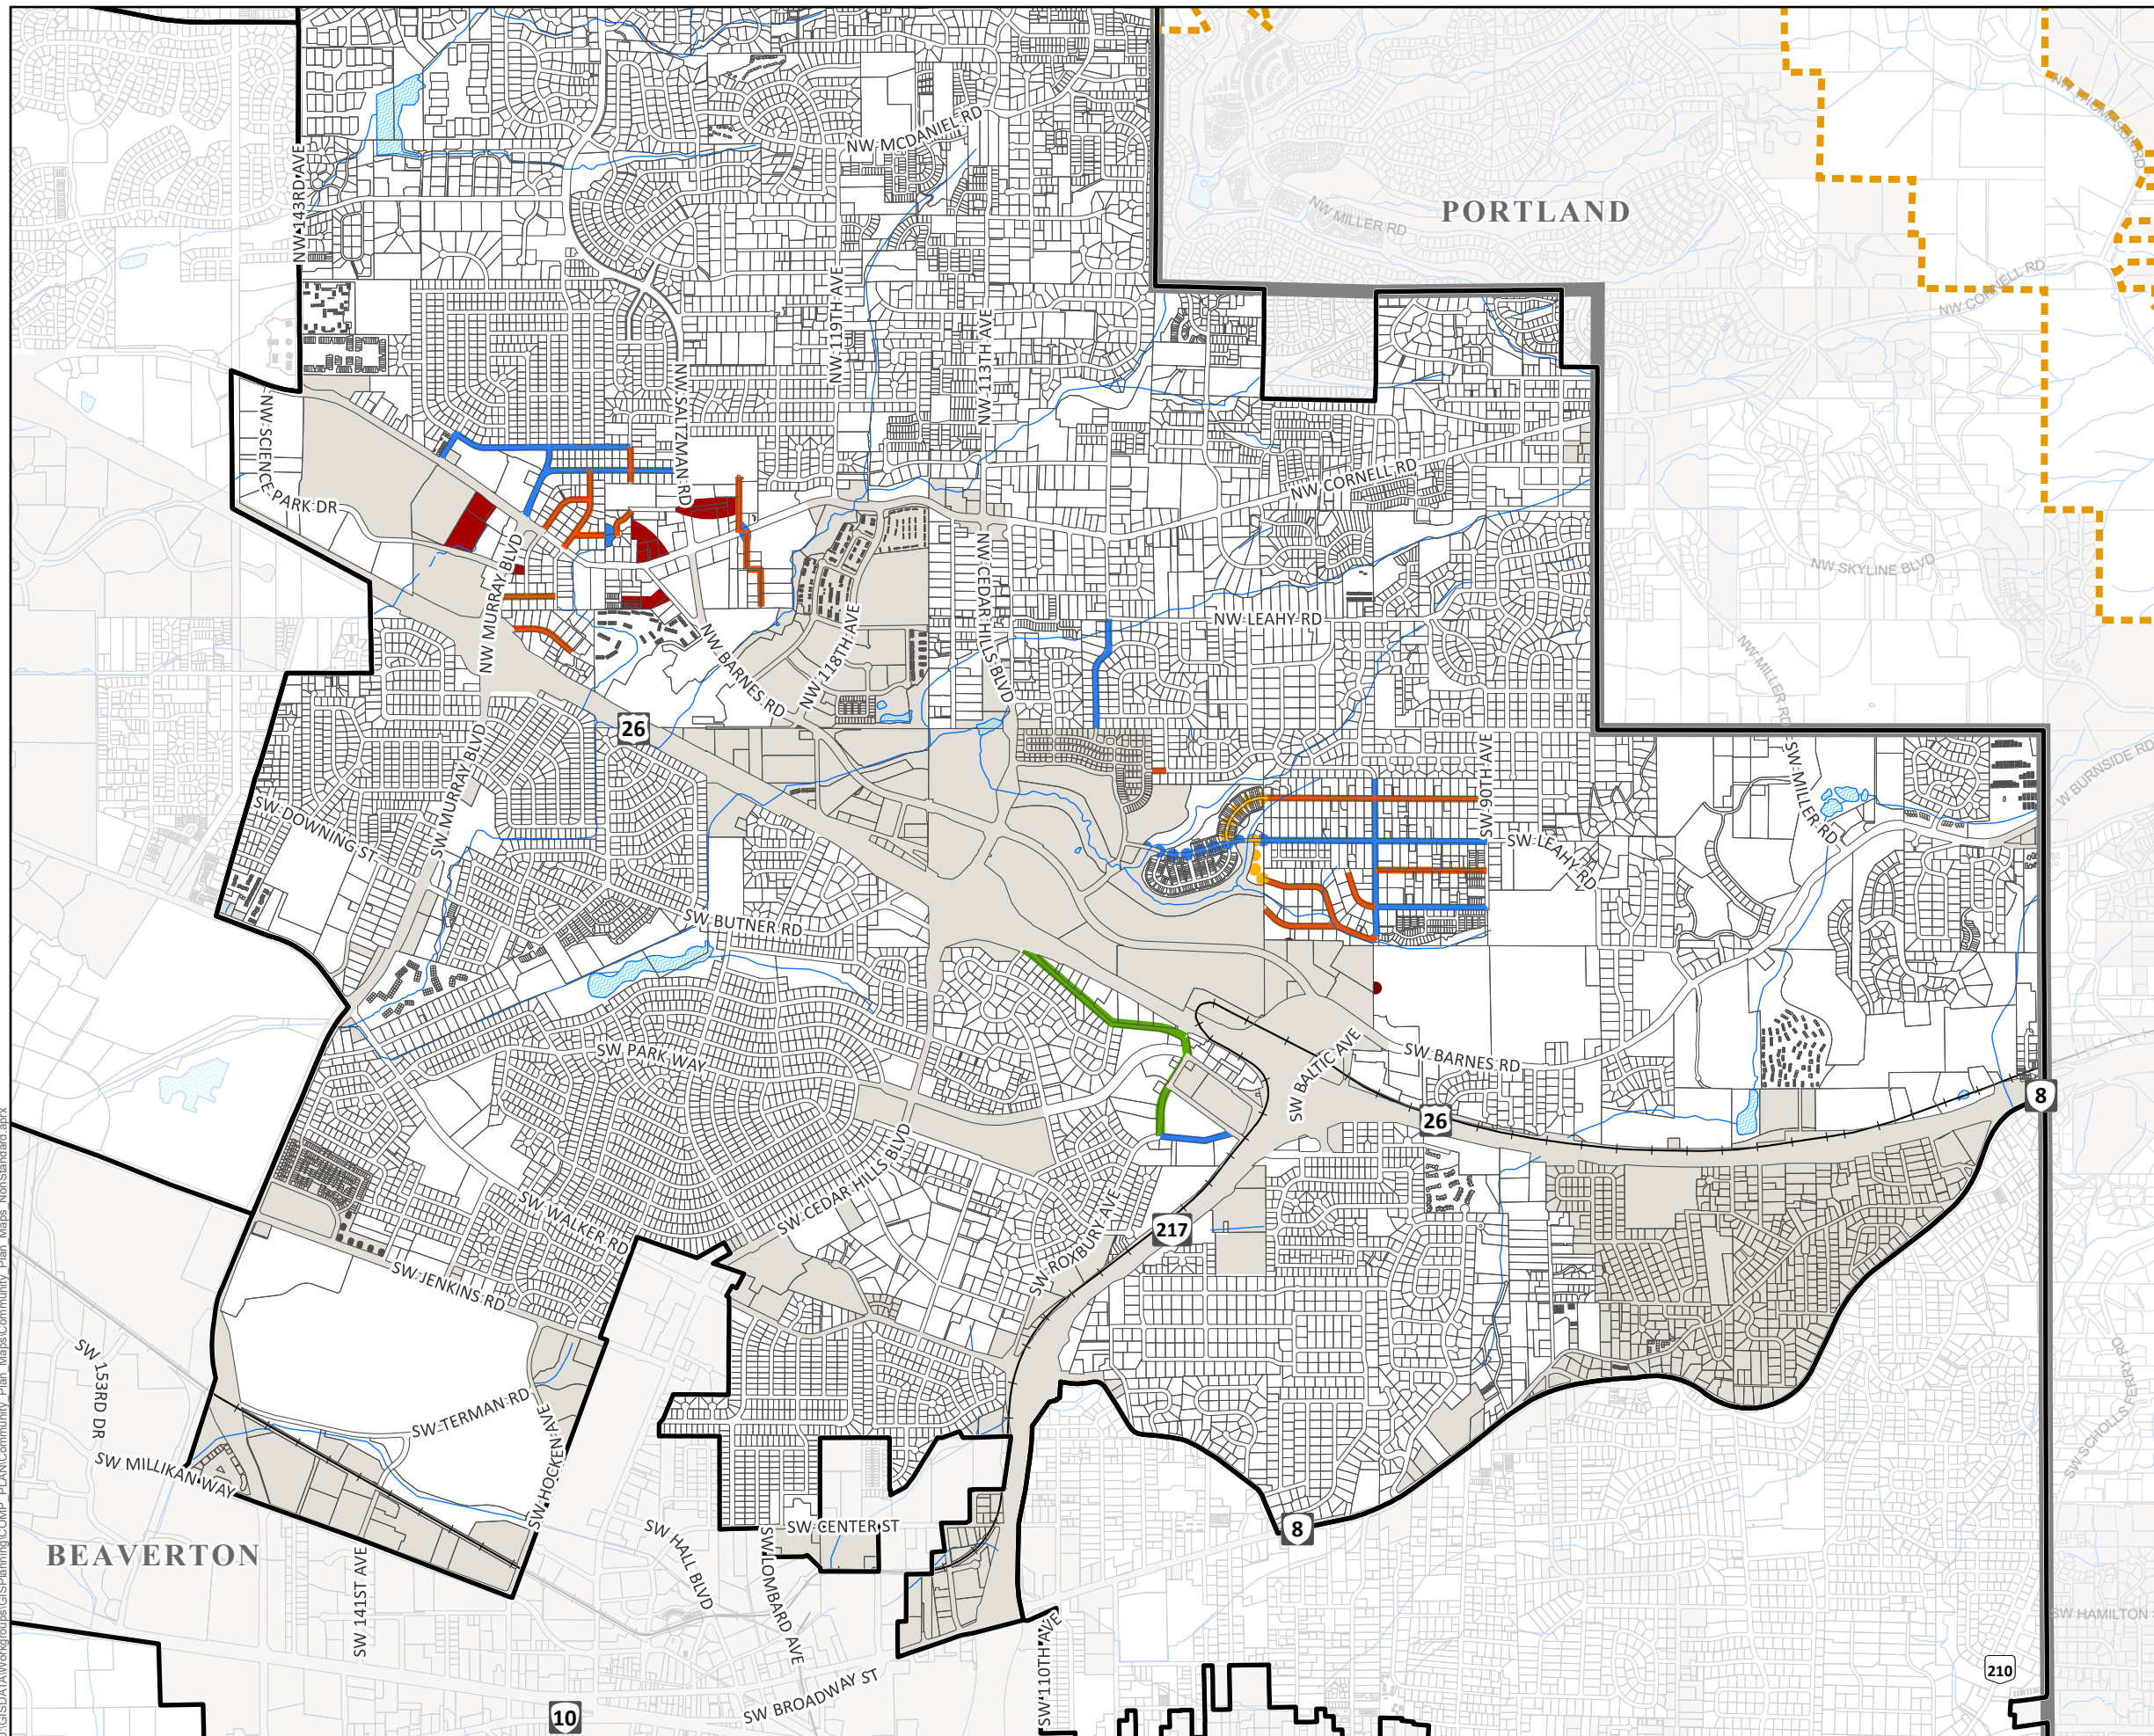 NW THOMPSON RD
NW MCDANIEL RD
NW 143RD AVE
PORTLAND
NW MILLER RD
NW CORNELL RD
NW 119TH AVE
NW 113TH AVE
NW SALTZMAN RD
NW SCIENCE PARK DR
NW CORNELL RD
NW SKYLINE BLVD
NW MURRAY BLVD
NW CEDAR HILLS BLVD
NW LEAHY RD
NW BARNES RD
NW 118TH AVE
NW MILLER RD
26
SW MURRAY BLVD
SW 90TH AVE
SW MILLER RD
W BURNSIDE RD
SW DOWNING ST
SW LEAHY RD
SW BUTNER RD
SW PARK WAY
SW BALTIC AVE
SW BARNES RD
8
26
SW CEDAR HILLS BLVD
SW WALKER RD
SW ROXBURY AVE
217
SW JENKINS RD
SW 153RD DR
SW TERMAN RD
SW HOCKEN AVE
SW SCHOLLS FERRY RD
SW MILLIKAN WAY
BEAVERTON
SW CENTER ST
8
SW HALL BLVD
SW LOMBARD AVE
SW 141ST AVE
SW HAMILTON
SW 110TH AVE
SW BROADWAY ST
210
10